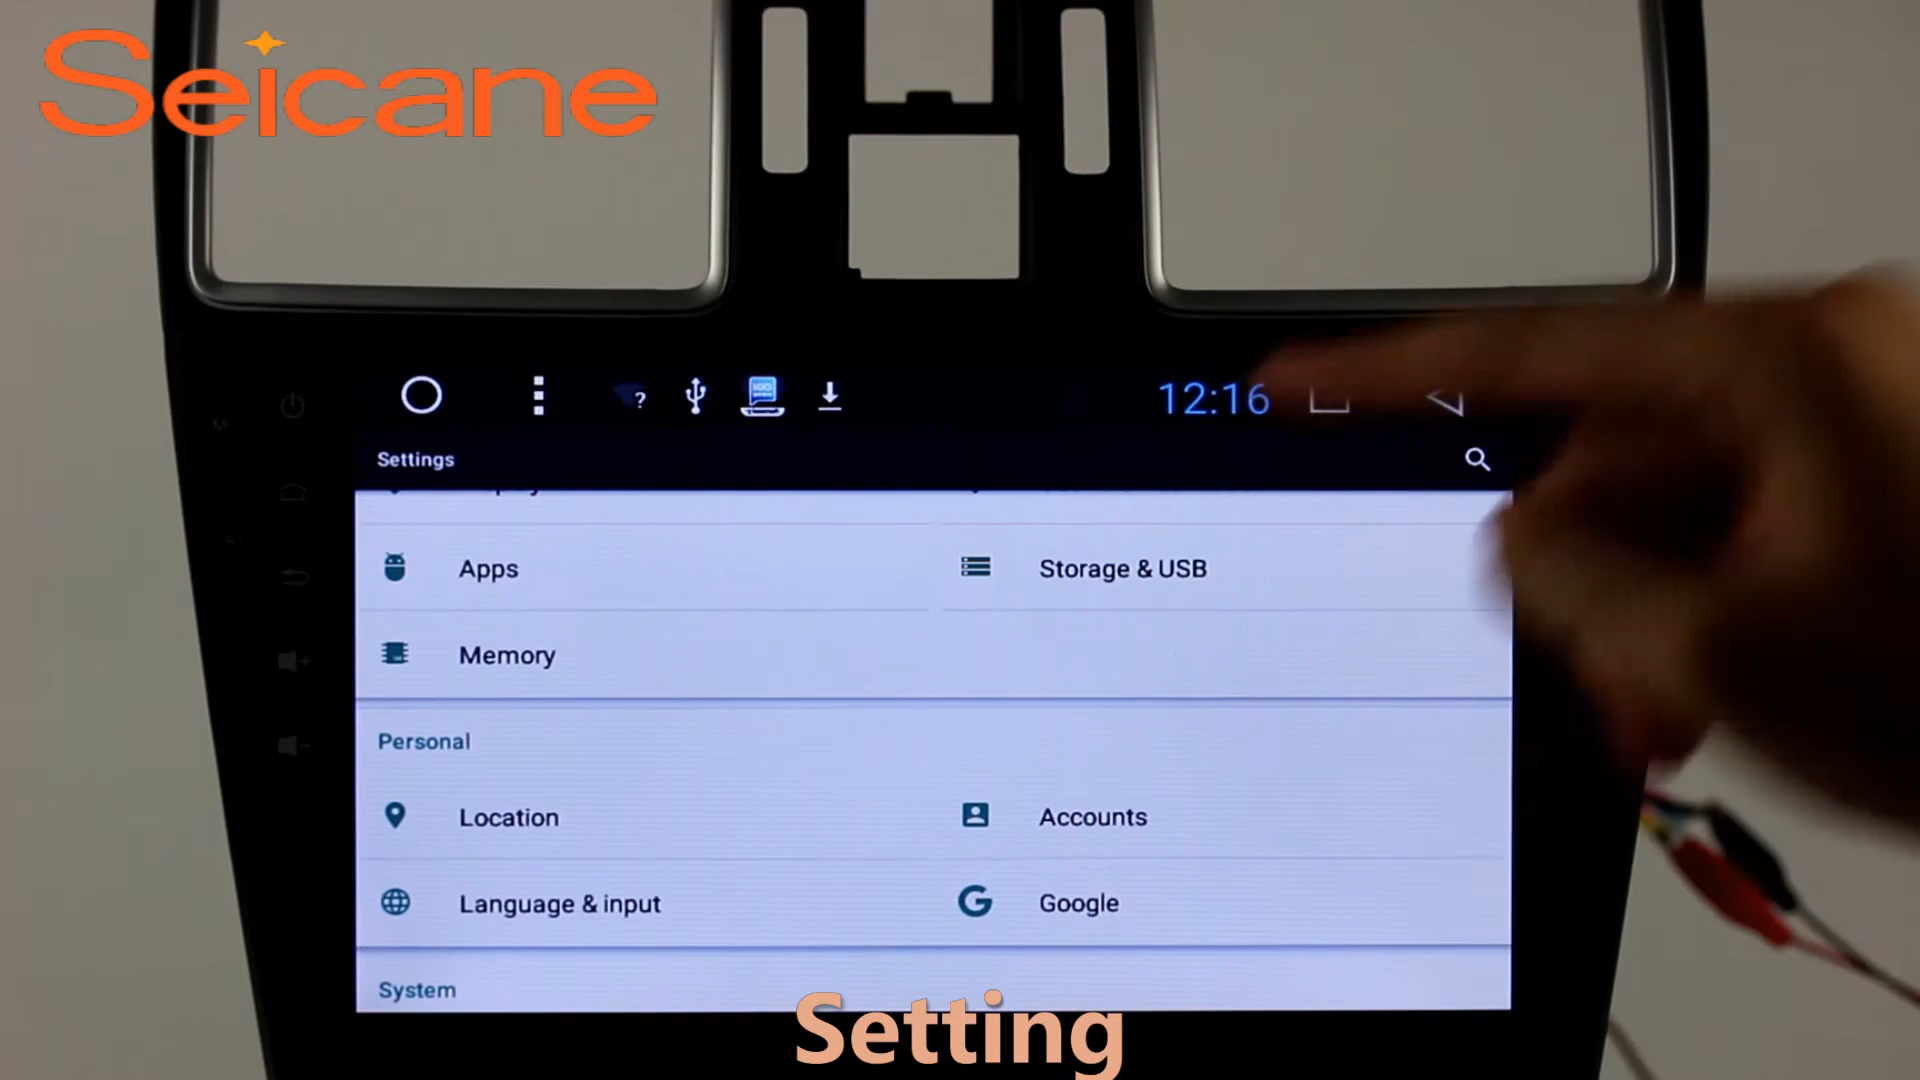 Seicane
?
12:16
Settings
Apps
Storage & USB
Memory
Personal
Location
Accounts
Language & input
Google
System
Setting